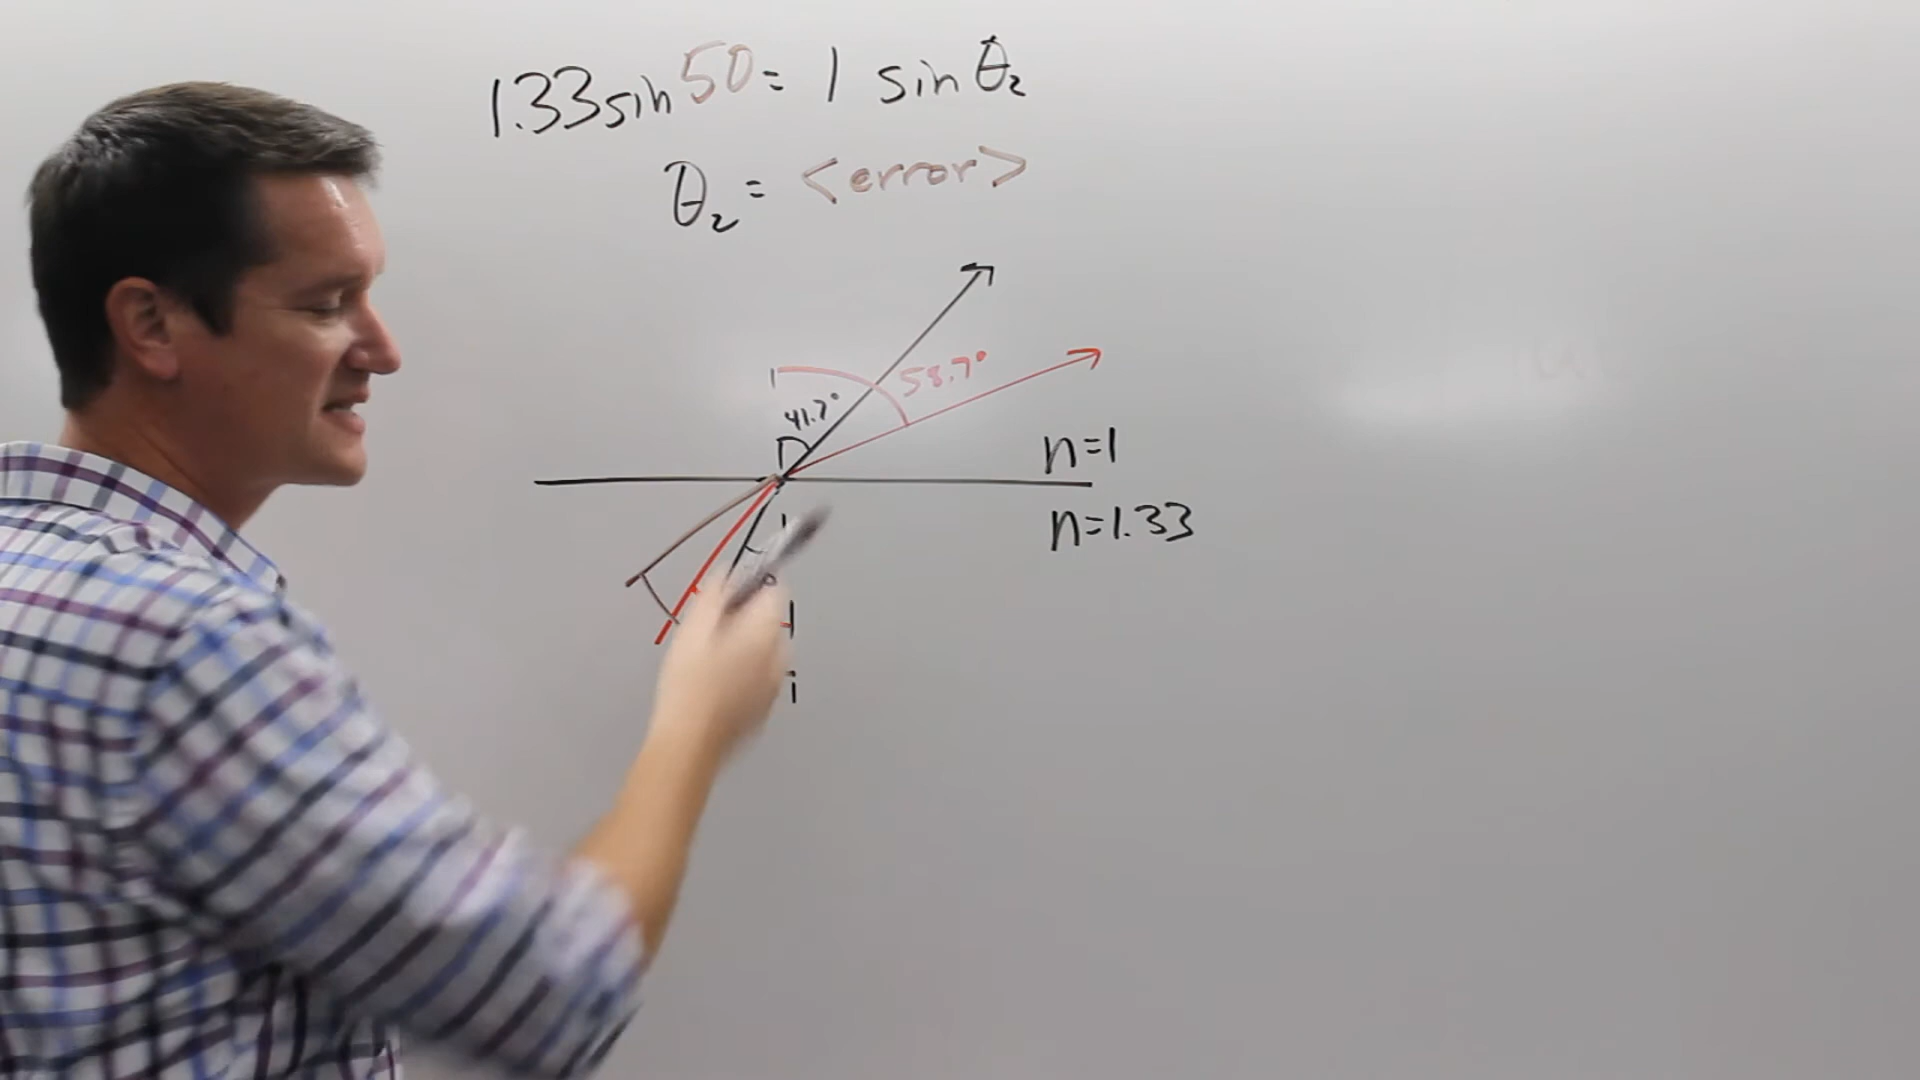 1.33 sin 50 = 1 sin θ₂
θ₂ = <error>
58.7°
41.7°
n=1
n=1.33